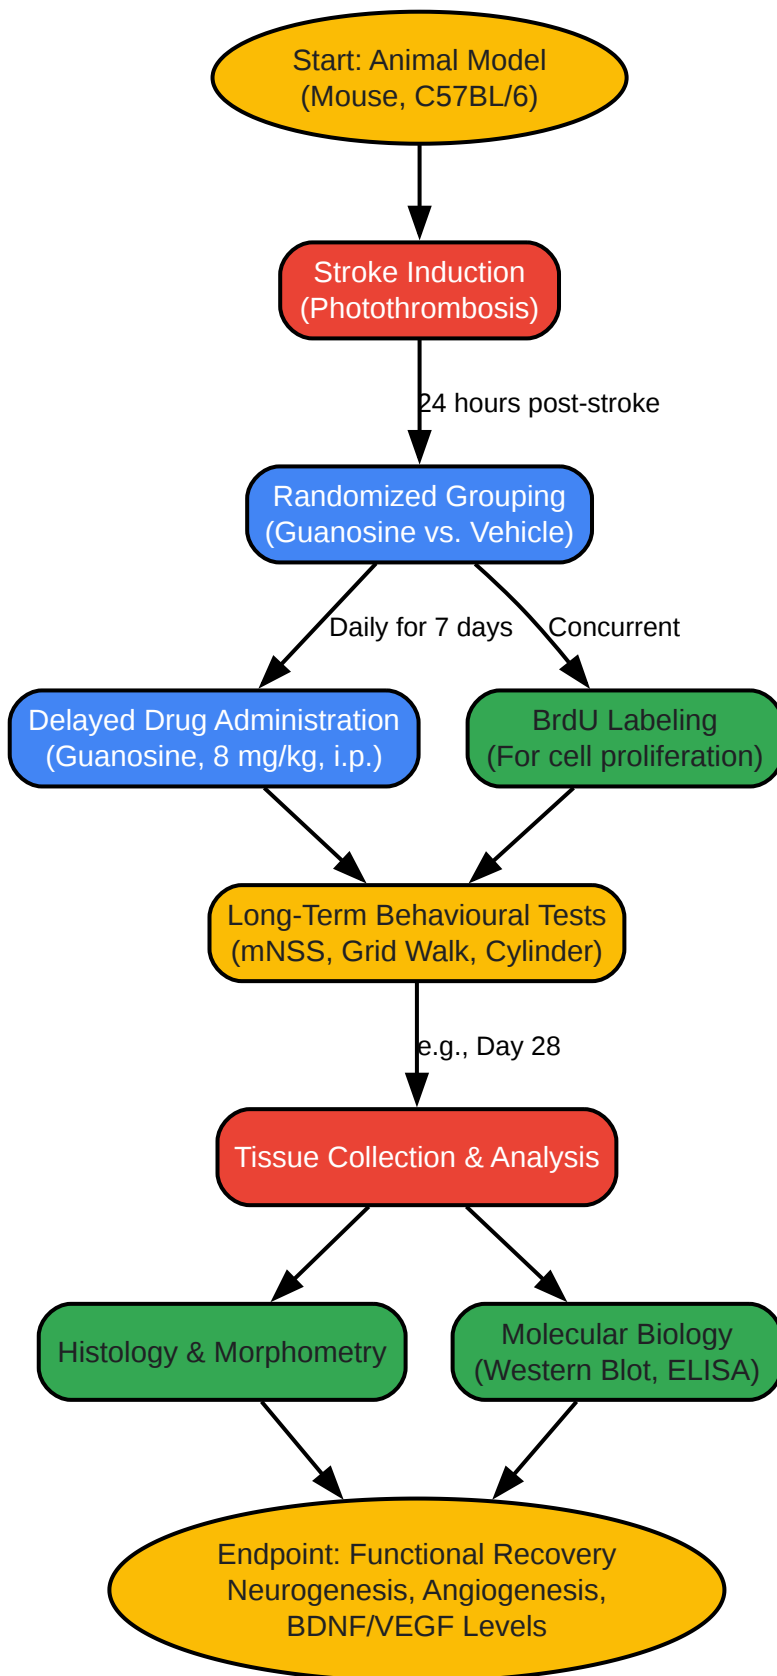 Start: Animal Model
(Mouse, C57BL/6)
Stroke Induction
(Photothrombosis)
24 hours post-stroke
Randomized Grouping
(Guanosine vs. Vehicle)
Daily for 7 days
Concurrent
Delayed Drug Administration
(Guanosine, 8 mg/kg, i.p.)
BrdU Labeling
(For cell proliferation)
Long-Term Behavioural Tests
(mNSS, Grid Walk, Cylinder)
e.g., Day 28
Tissue Collection & Analysis
Histology & Morphometry
Molecular Biology
(Western Blot, ELISA)
Endpoint: Functional Recovery
Neurogenesis, Angiogenesis,
BDNF/VEGF Levels